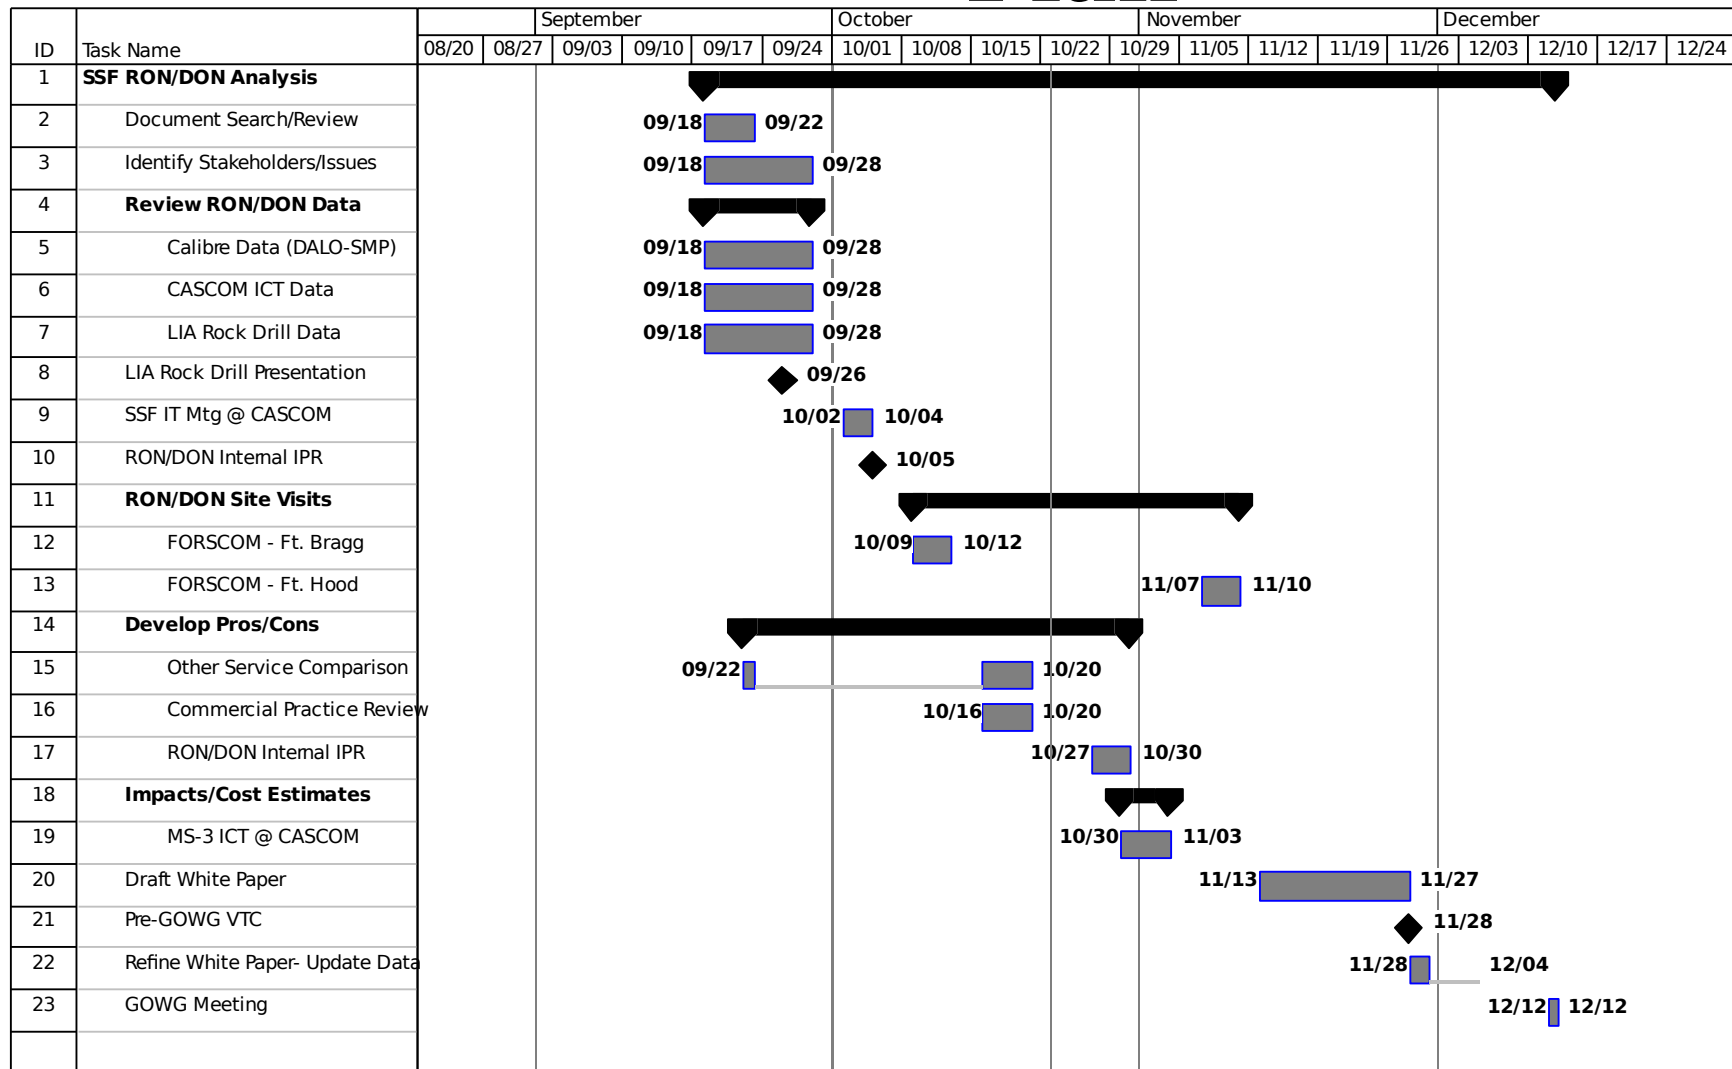 September October November December
ID Task Name 08/20 08/27 09/03 09/10 09/17 09/24 10/01 10/08 10/15 10/22 10/29 11/05 11/12 11/19 11/26 12/03 12/10 12/17 12/24
1 SSF RON/DON Analysis
2 Document Search/Review 09/18 09/22
3 Identify Stakeholders/Issues 09/18 09/28
4 Review RON/DON Data
5 Calibre Data (DALO-SMP) 09/18 09/28
6 CASCOM ICT Data 09/18 09/28
7 LIA Rock Drill Data 09/18 09/28
8 LIA Rock Drill Presentation 09/26
9 SSF IT Mtg @ CASCOM 10/02 10/04
10 RON/DON Internal IPR 10/05
11 RON/DON Site Visits
12 FORSCOM - Ft. Bragg 10/09 10/12
13 FORSCOM - Ft. Hood 11/07 11/10
14 Develop Pros/Cons
15 Other Service Comparison 09/22 10/20
16 Commercial Practice Review 10/16 10/20
17 RON/DON Internal IPR 10/27 10/30
18 Impacts/Cost Estimates
19 MS-3 ICT @ CASCOM 10/30 11/03
20 Draft White Paper 11/13 11/27
21 Pre-GOWG VTC 11/28
22 Refine White Paper- Update Data 11/28 12/04
23 GOWG Meeting 12/12 12/12